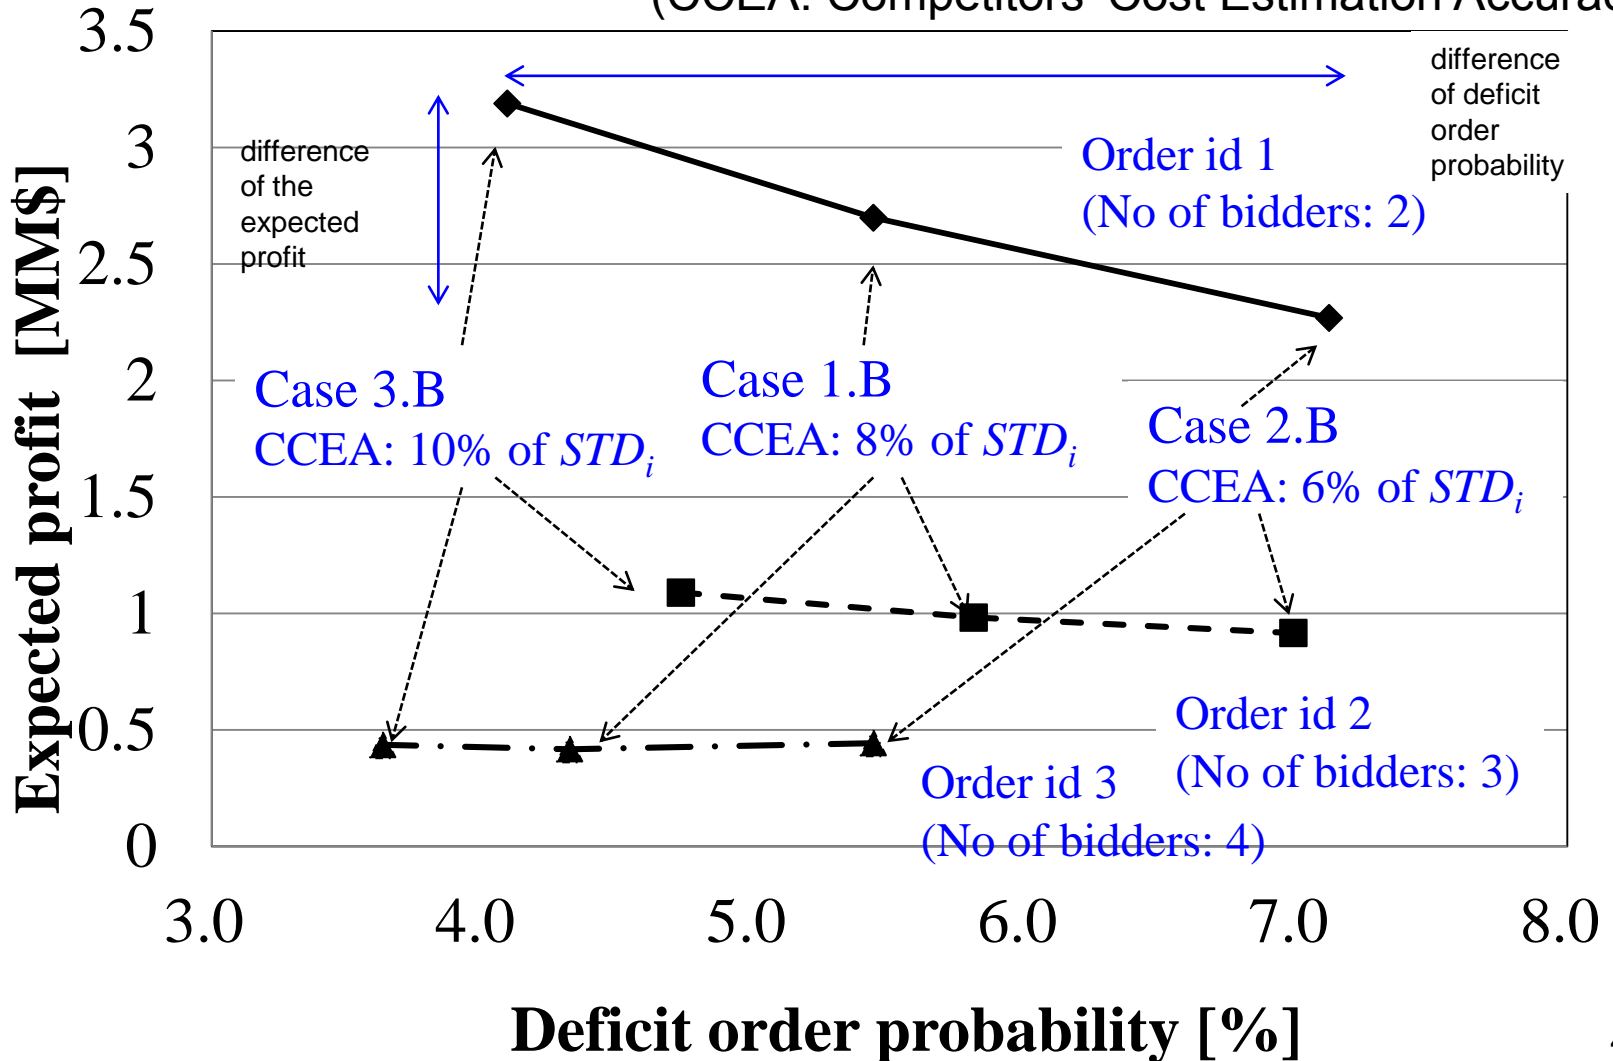 (CCEA: Competitors' Cost Estimation
3.5
3
2.5
2
1.5
1
0.5
0
Expected profit [MM$]
difference
of the
expected
profit
difference
of deficit
order
probability
Order id 1
(No of bidders: 2)
Case 3.B
CCEA: 10% of STDi
Case 1.B
CCEA: 8% of STDi
Case 2.B
CCEA: 6% of STDi
Order id 2
(No of bidders: 3)
Order id 3
(No of bidders: 4)
3.0 4.0 5.0 6.0 7.0 8.0
Deficit order probability [%]